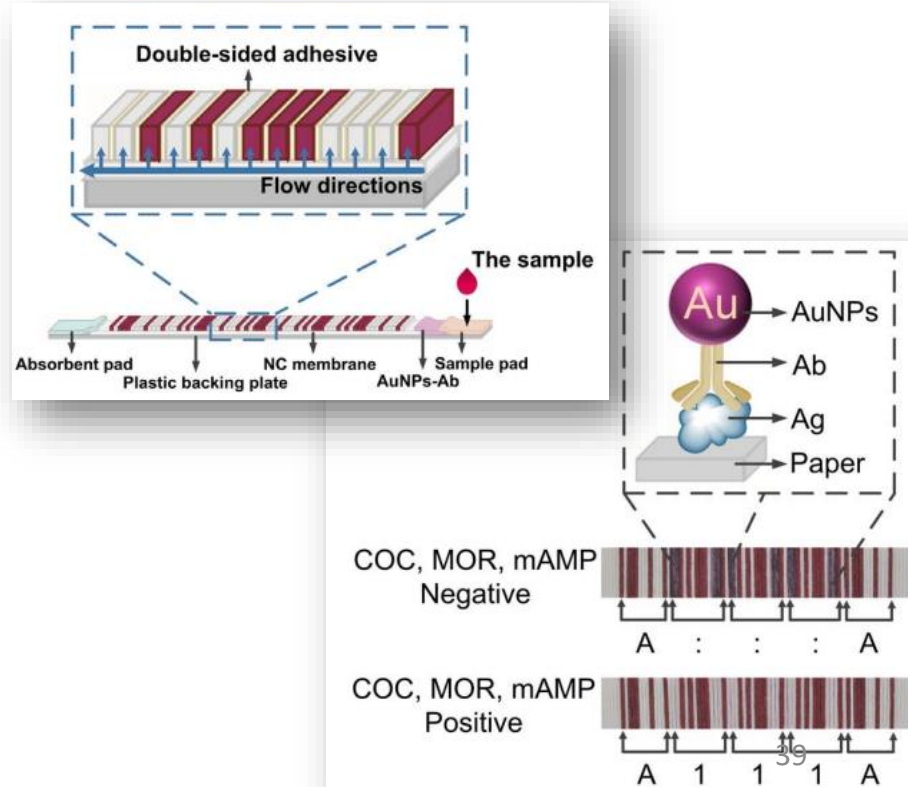 Double-sided adhesive
Flow directions
The sample
Absorbent pad
Plastic backing plate
NC membrane
AuNPs-Ab
Sample pad
Au
AuNPs
Ab
Ag
Paper
COC, MOR, mAMP
Negative
A : : : A
COC, MOR, mAMP
Positive
39
A 1 1 1 A